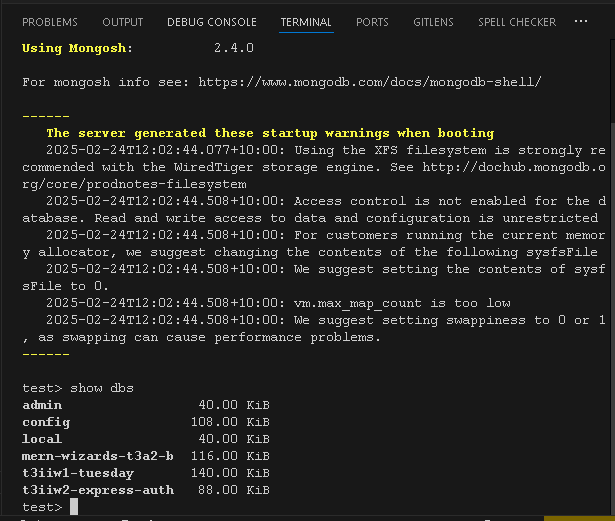 PROBLEMS OUTPUT DEBUG CONSOLE TERMINAL PORTS GITLENS SPELL CHECKER ···
Using Mongosh: 2.4.0
For mongosh info see: https://www.mongodb.com/docs/mongodb-shell/
------
The server generated these startup warnings when booting
2025-02-24T12:02:44.077+10:00: Using the XFS filesystem is strongly re
commended with the WiredTiger storage engine. See http://dochub.mongodb.o
rg/core/prodnotes-filesystem
2025-02-24T12:02:44.508+10:00: Access control is not enabled for the d
atabase. Read and write access to data and configuration is unrestricted
2025-02-24T12:02:44.508+10:00: For customers running the current memor
y allocator, we suggest changing the contents of the following sysfsFile
2025-02-24T12:02:44.508+10:00: We suggest setting the contents of sysf
sFile to 0.
2025-02-24T12:02:44.508+10:00: vm.max_map_count is too low
2025-02-24T12:02:44.508+10:00: We suggest setting swappiness to 0 or 1
, as swapping can cause performance problems.
------
test> show dbs
admin 40.00 KiB
config 108.00 KiB
local 40.00 KiB
mern-wizards-t3a2-b 116.00 KiB
t3iiw1-tuesday 140.00 KiB
t3iiw2-express-auth 88.00 KiB
test>